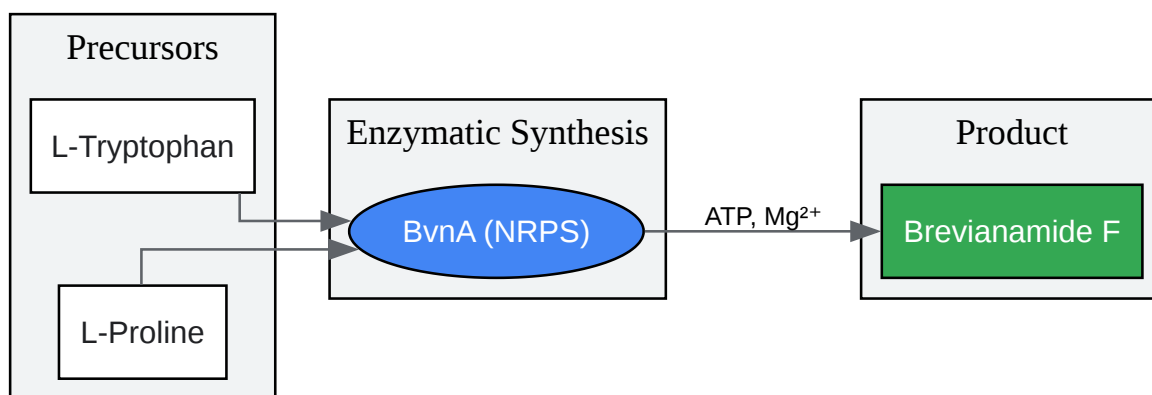 Precursors
L-Tryptophan
L-Proline
Enzymatic Synthesis
BvnA (NRPS)
ATP, Mg²⁺
Product
Brevianamide F